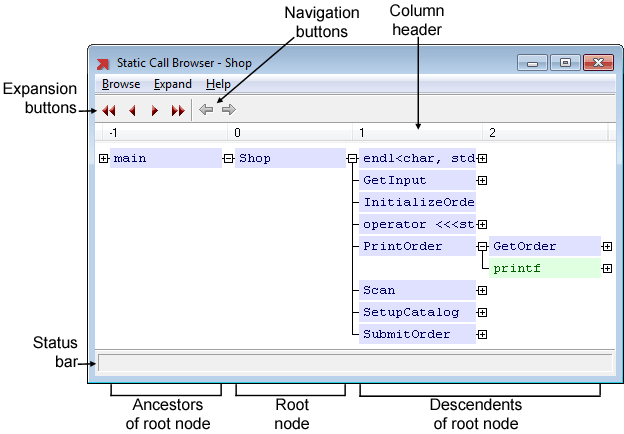 Navigation
buttons
Column
header
Static Call Browser - Shop
Browse Expand Help
Expansion
buttons
-1 0 1 2
main Shop endl<char, std
GetInput
InitializeOrde
operator <<<st
PrintOrder GetOrder
printf
Scan
SetupCatalog
SubmitOrder
Status
bar
Ancestors
of root node
Root
node
Descendents
of root node